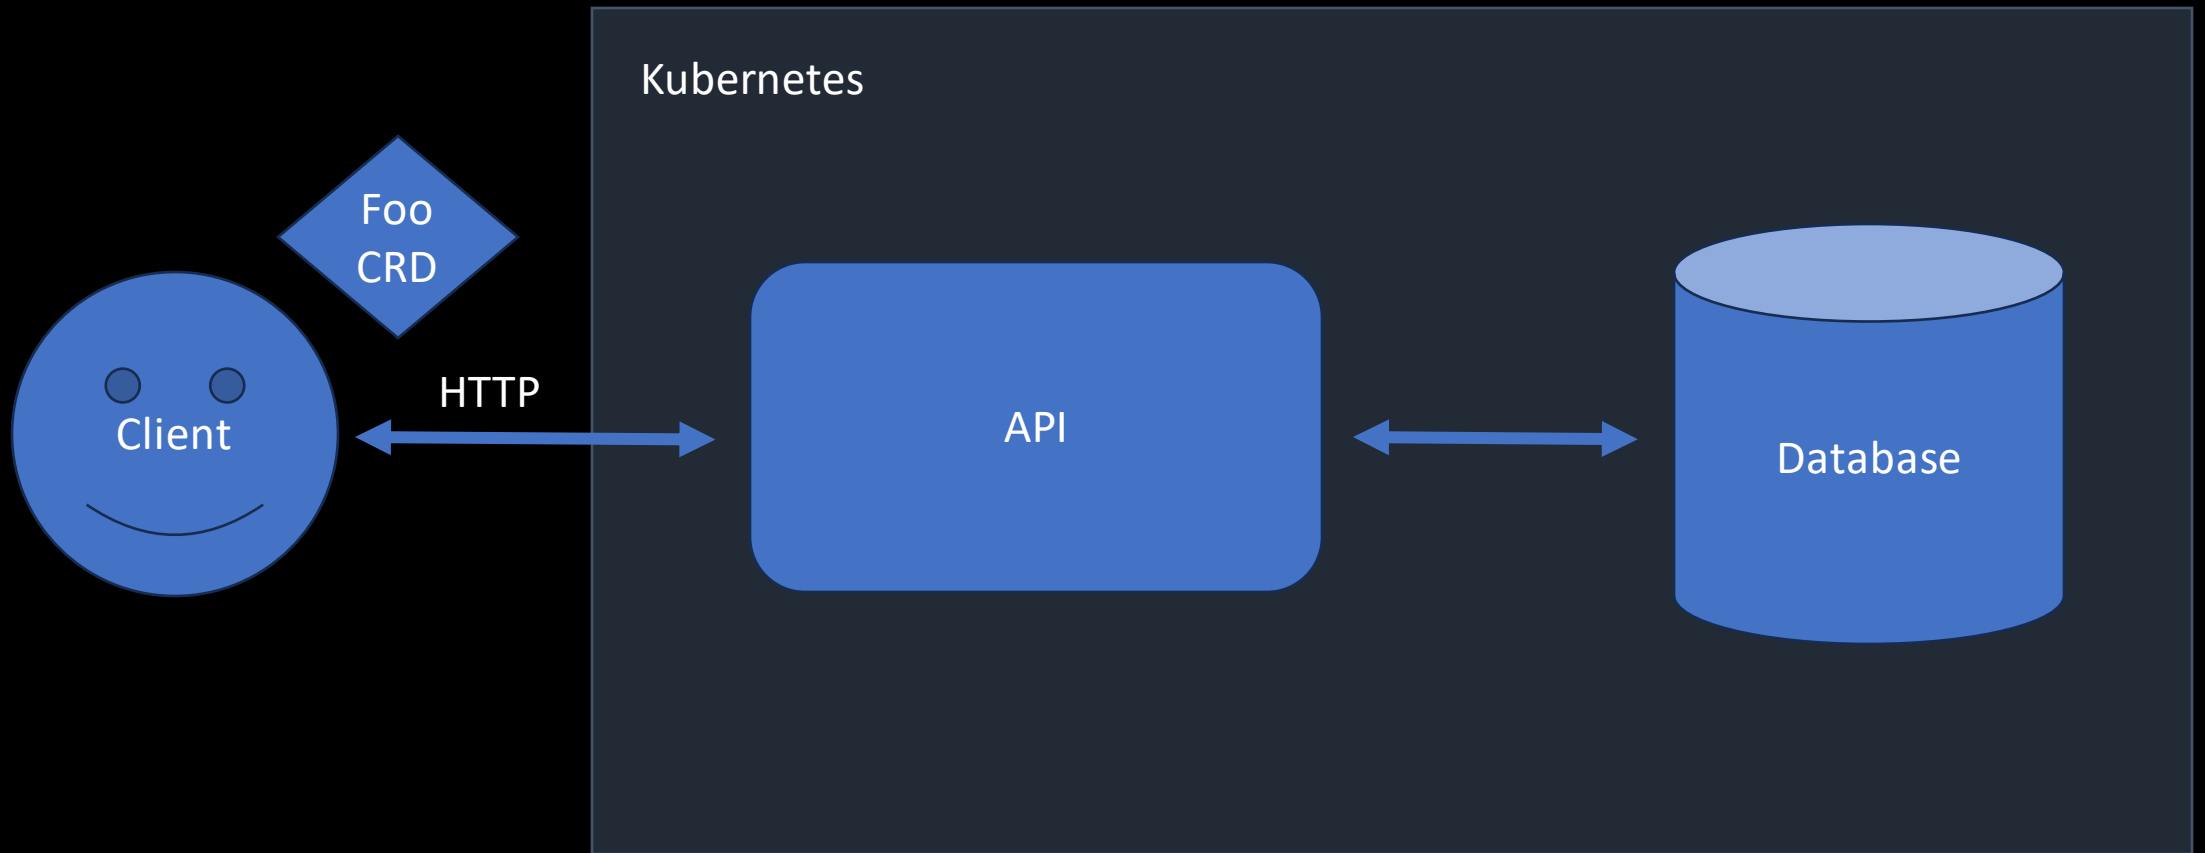 Kubernetes
Foo
CRD
HTTP
Client
API
Database